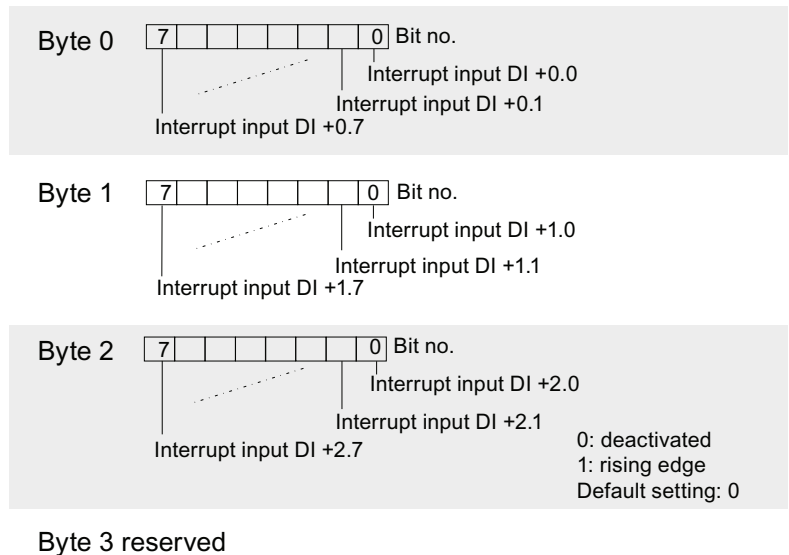 Byte 0 7 0 Bit no.
Interrupt input DI +0.0
Interrupt input DI +0.1
Interrupt input DI +0.7
Byte 1 7 0 Bit no.
Interrupt input DI +1.0
Interrupt input DI +1.1
Interrupt input DI +1.7
Byte 2 7 0 Bit no.
Interrupt input DI +2.0
Interrupt input DI +2.1
Interrupt input DI +2.7
0: deactivated
1: rising edge
Default setting: 0
Byte 3 reserved